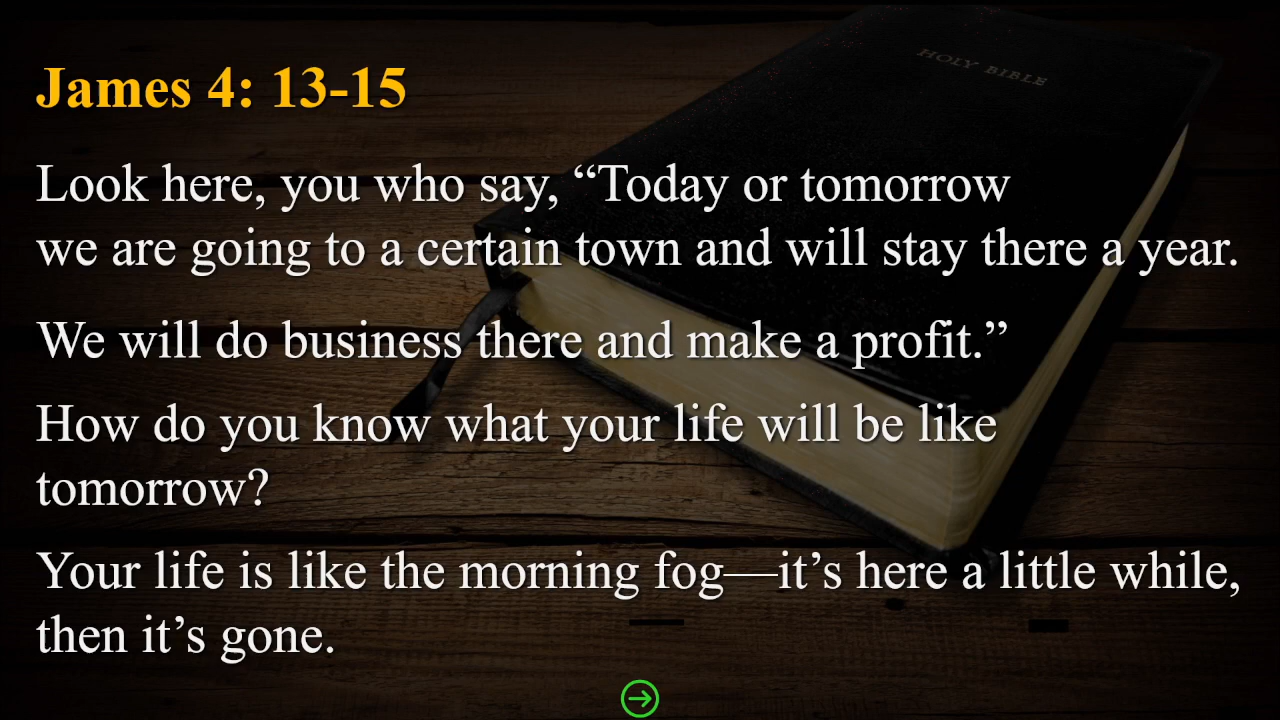 HOLY BIBLE
James 4: 13-15
Look here, you who say, “Today or tomorrow
we are going to a certain town and will stay there a year.
We will do business there and make a profit.”
How do you know what your life will be like
tomorrow?
Your life is like the morning fog—it’s here a little while,
then it’s gone.